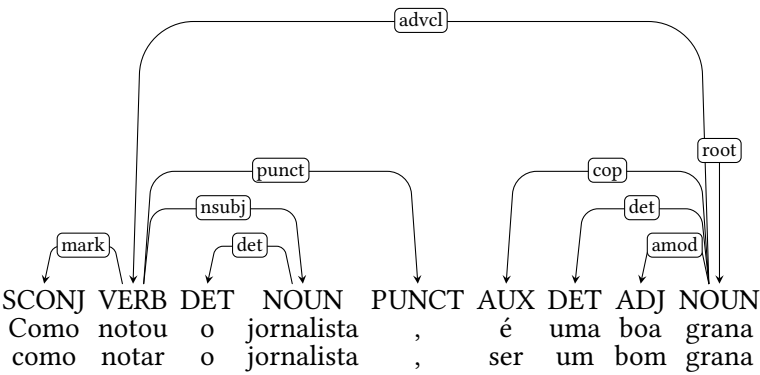 advcl
root
punct cop
nsubj det
mark det amod
SCONJ VERB DET NOUN PUNCT AUX DET ADJ NOUN
Como notou o jornalista , é uma boa grana
como notar o jornalista , ser um bom grana